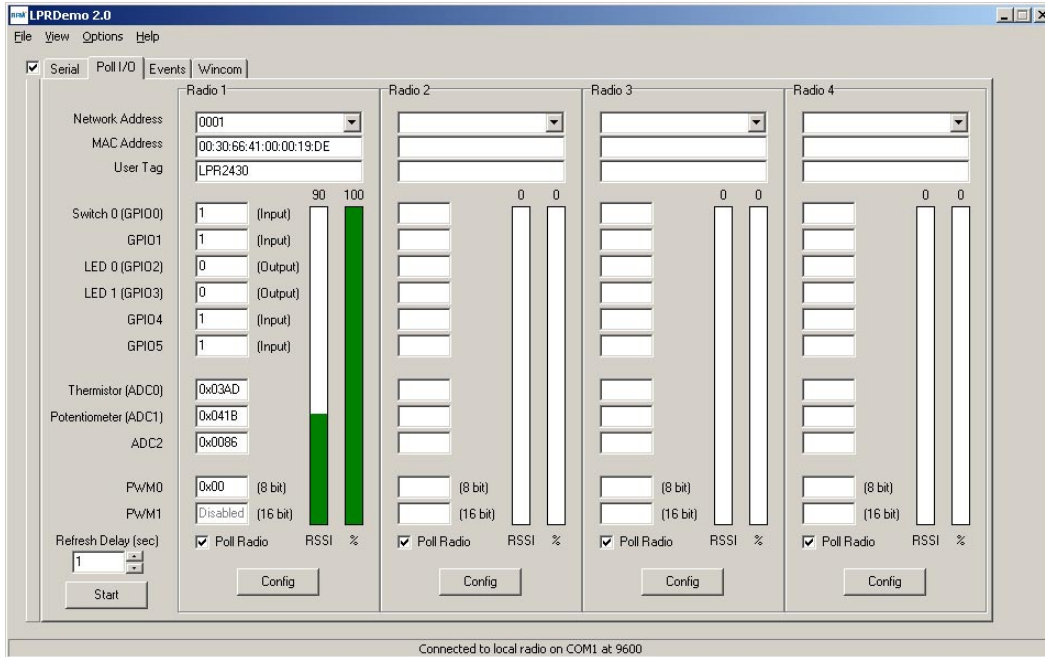 RFM LPRDemo 2.0
File View Options Help
Serial Poll I/O Events Wincom
Radio 1 Radio 2 Radio 3 Radio 4
Network Address 0001
MAC Address 00:30:66:41:00:00:19:DE
User Tag LPR2430
90 100 0 0 0 0 0 0
Switch 0 (GPIO0) 1 (Input)
GPIO1 1 (Input)
LED 0 (GPIO2) 0 (Output)
LED 1 (GPIO3) 0 (Output)
GPIO4 1 (Input)
GPIO5 1 (Input)
Thermistor (ADC0) 0x03AD
Potentiometer (ADC1) 0x041B
ADC2 0x0086
PWM0 0x00 (8 bit) (8 bit) (8 bit) (8 bit)
PWM1 Disabled (16 bit) (16 bit) (16 bit) (16 bit)
Refresh Delay (sec) Poll Radio RSSI % Poll Radio RSSI % Poll Radio RSSI % Poll Radio RSSI %
1
Config Config Config Config
Start
Connected to local radio on COM1 at 9600